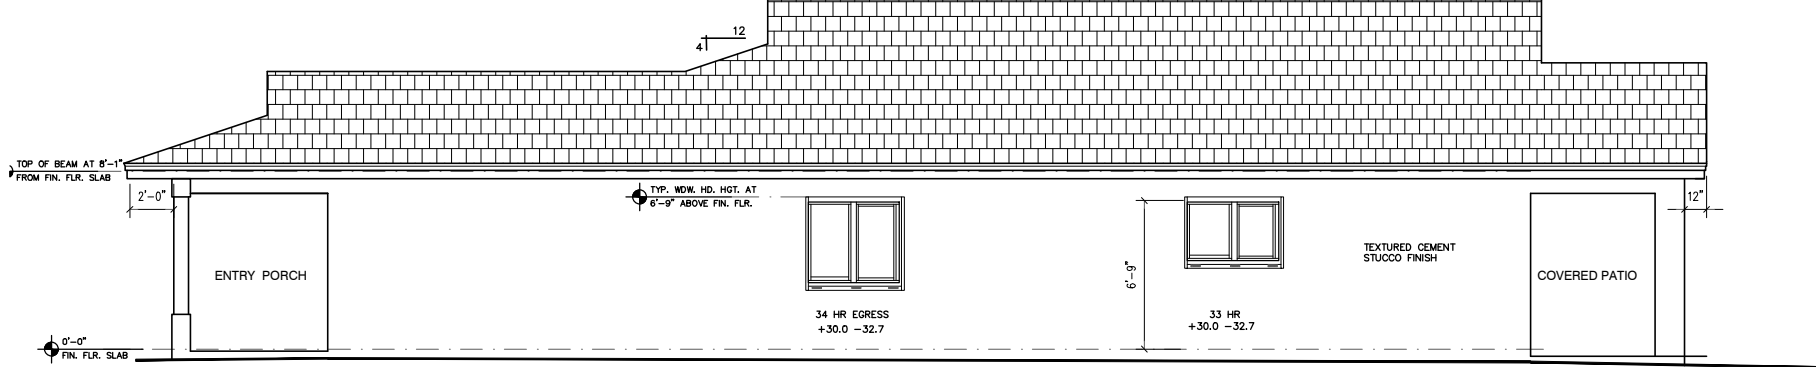 12
4
TOP OF BEAM AT 8'-1"
FROM FIN. FLR. SLAB
2'-0"
TYP. WDW. HD. HGT. AT
6'-9" ABOVE FIN. FLR.
12"
TEXTURED CEMENT
STUCCO FINISH
ENTRY PORCH
6'-9"
COVERED PATIO
34 HR EGRESS
+30.0 -32.7
33 HR
+30.0 -32.7
0'-0"
FIN. FLR. SLAB